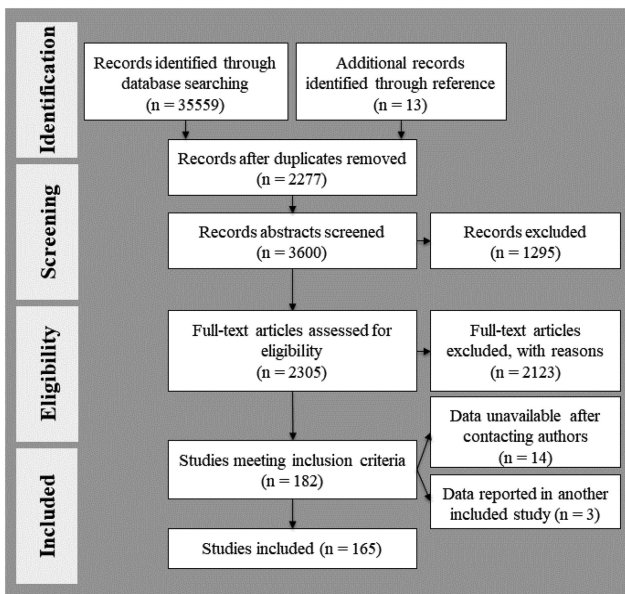 Identification
Records identified through
database searching
(n = 35559)
Additional records
identified through reference
(n = 13)
Records after duplicates removed
(n = 2277)
Screening
Records abstracts screened
(n = 3600)
Records excluded
(n = 1295)
Eligibility
Full-text articles assessed for
eligibility
(n = 2305)
Full-text articles
excluded, with reasons
(n = 2123)
Data unavailable after
contacting authors
(n = 14)
Included
Studies meeting inclusion criteria
(n = 182)
Data reported in another
included study (n = 3)
Studies included (n = 165)